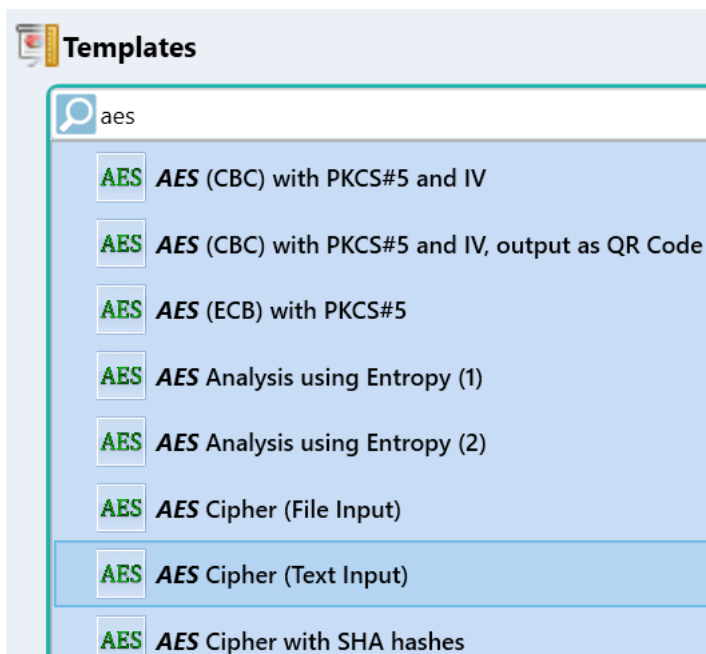 Templates
aes
AES AES (CBC) with PKCS#5 and IV
AES AES (CBC) with PKCS#5 and IV, output as QR Code
AES AES (ECB) with PKCS#5
AES AES Analysis using Entropy (1)
AES AES Analysis using Entropy (2)
AES AES Cipher (File Input)
AES AES Cipher (Text Input)
AES AES Cipher with SHA hashes